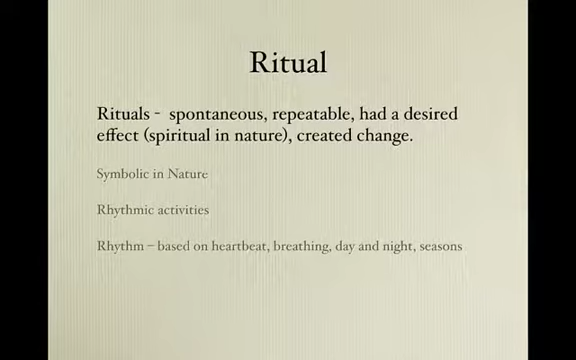 Ritual
Rituals - spontaneous, repeatable, had a desired
effect (spiritual in nature), created change.
Symbolic in Nature
Rhythmic activities
Rhythm – based on heartbeat, breathing, day and night, seasons